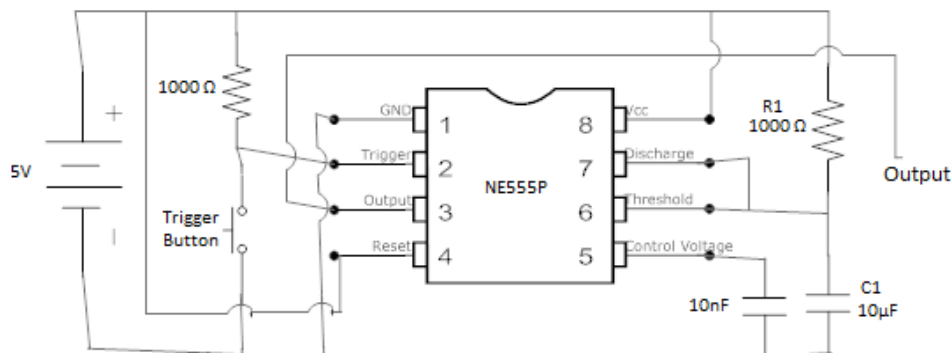 1000 Ω
+
5V
Trigger
Button
GND
Trigger
Output
Reset
1
2
3
4
NE555P
8
7
6
5
Vcc
Discharge
Threshold
Control Voltage
R1
1000 Ω
Output
10nF
C1
10µF